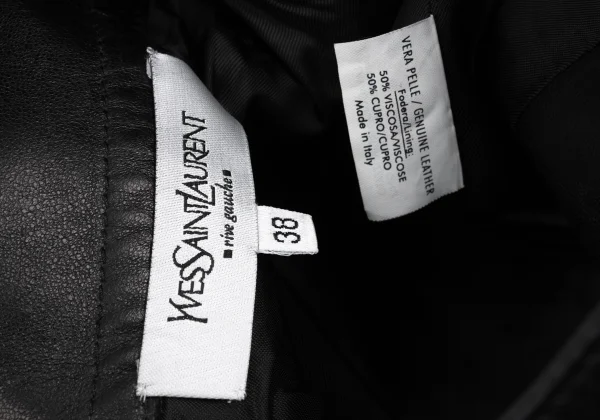 YVESSAINTLAURENT
rive gauche
38
VERA PELLE / GENUINE LEATHER
Fodera/Lining:
50% VISCOSA/VISCOSE
50% CUPRO/CUPRO
Made in Italy